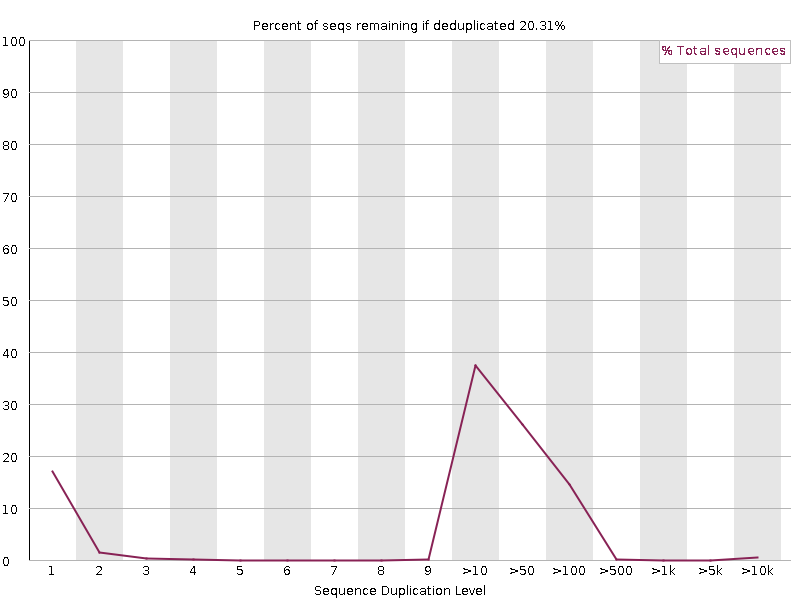 Percent of seqs remaining if deduplicated 20.31%
% Total sequences
100
90
80
70
60
50
40
30
20
10
0
1 2 3 4 5 6 7 8 9 >10 >50 >100 >500 >1k >5k >10k
Sequence Duplication Level